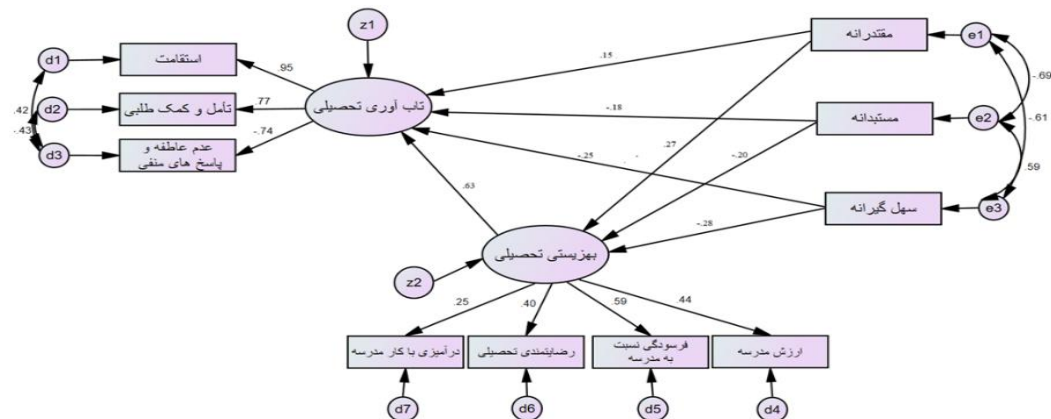 z1
d1
استقامت
.95
مقتدرانه
e1
-.69
.15
.42
d2
تأمل و کمک طلبی
.77
تاب آوری تحصیلی
-.61
-.43
-.18
مستبدانه
e2
d3
عدم عاطفه و
پاسخ های منفی
-.74
.27
-.20
.59
-.25
.63
سهل گیرانه
e3
-.28
بهزیستی تحصیلی
z2
.25
.40
.59
.44
درآمیزی با کار مدرسه
رضایتمندی تحصیلی
فرسودگی نسبت
به مدرسه
ارزش مدرسه
d7
d6
d5
d4